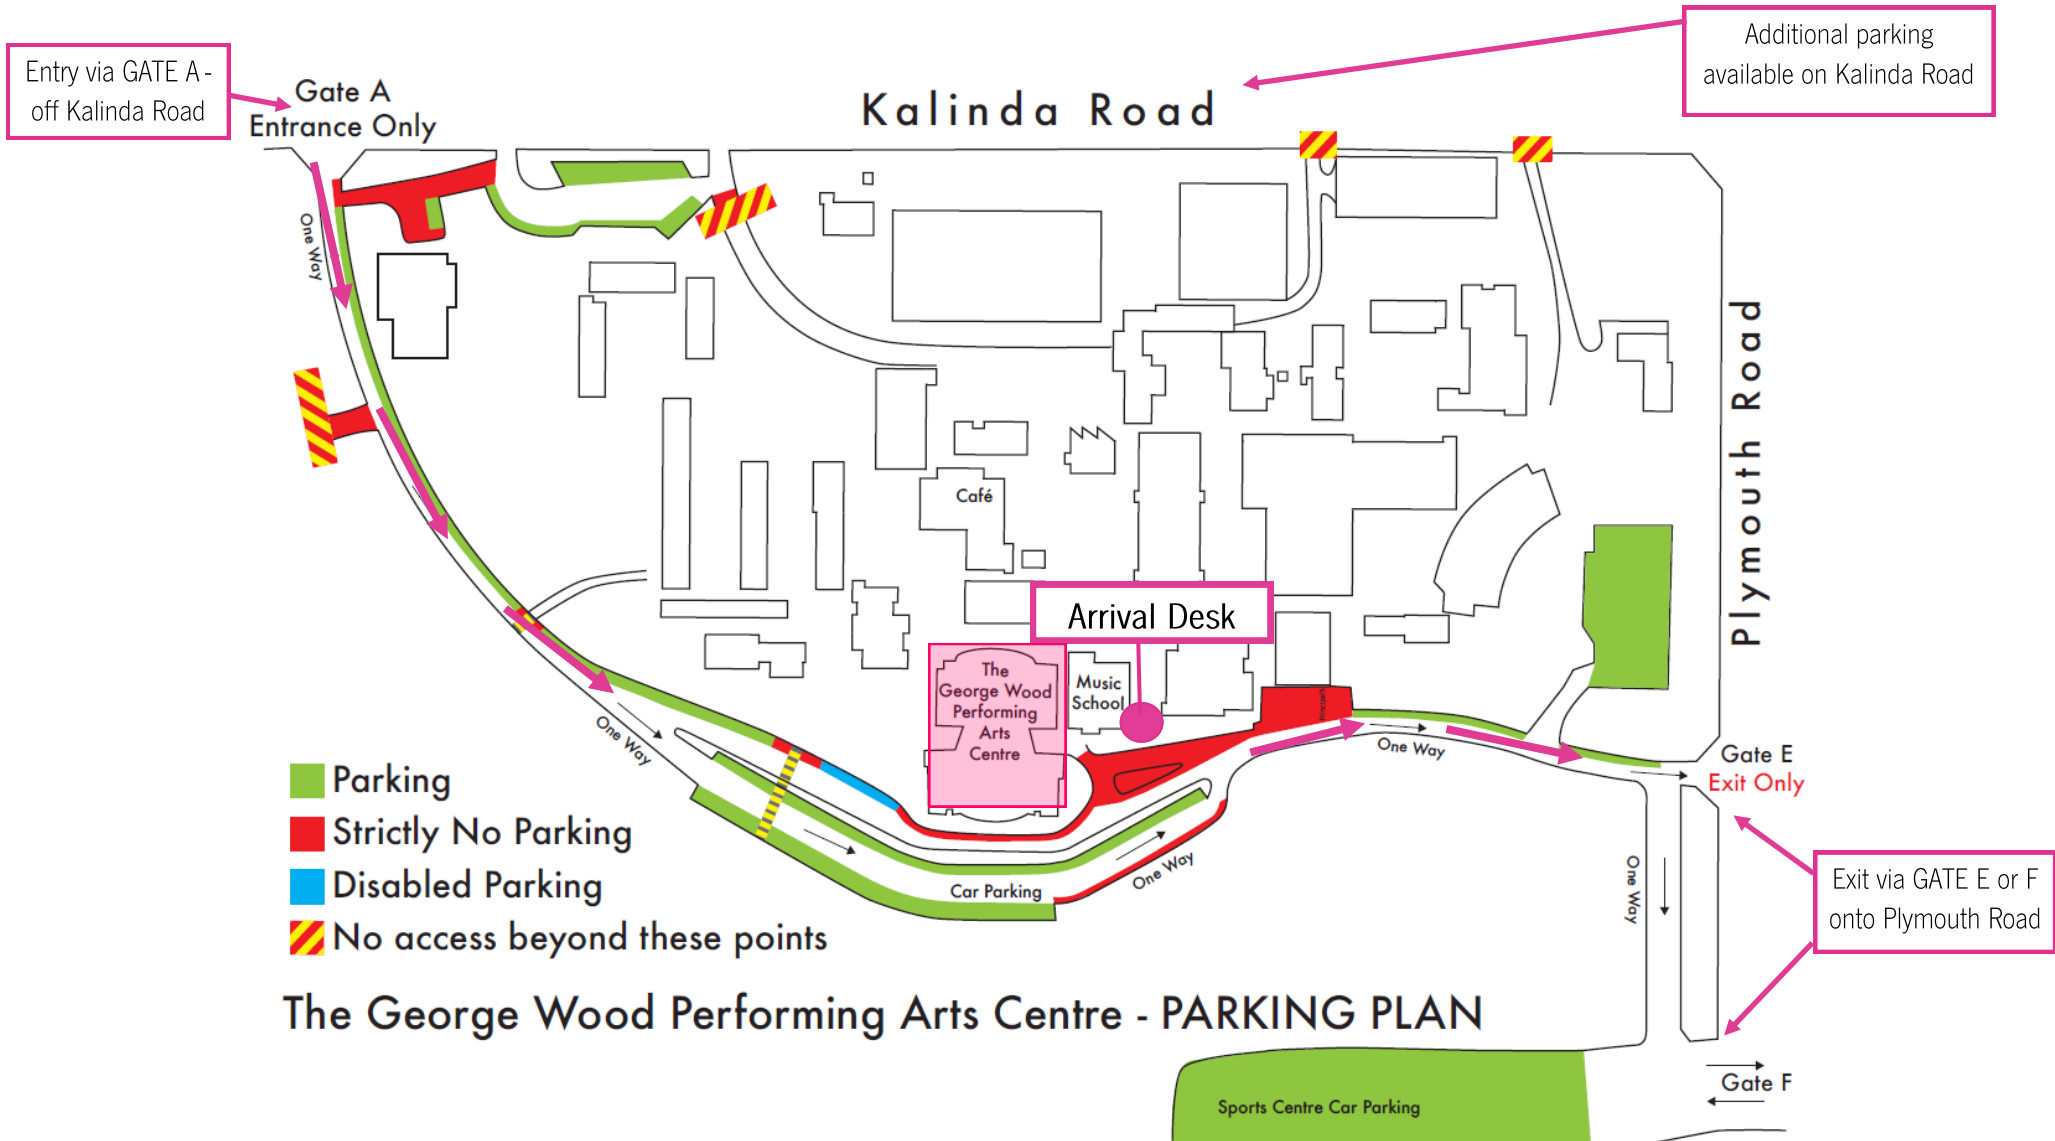 Additional parking
available on Kalinda Road
Entry via GATE A -
off Kalinda Road
Gate A
Entrance Only
Kalinda Road
One Way
Plymouth Road
Café
Arrival Desk
The
George Wood
Performing
Arts
Centre
Music
School
Principal's
One Way
One Way
Gate E
Exit Only
Parking
Strictly No Parking
Disabled Parking
No access beyond these points
Car Parking
One Way
One Way
Exit via GATE E or F
onto Plymouth Road
The George Wood Performing Arts Centre - PARKING PLAN
Gate F
Sports Centre Car Parking